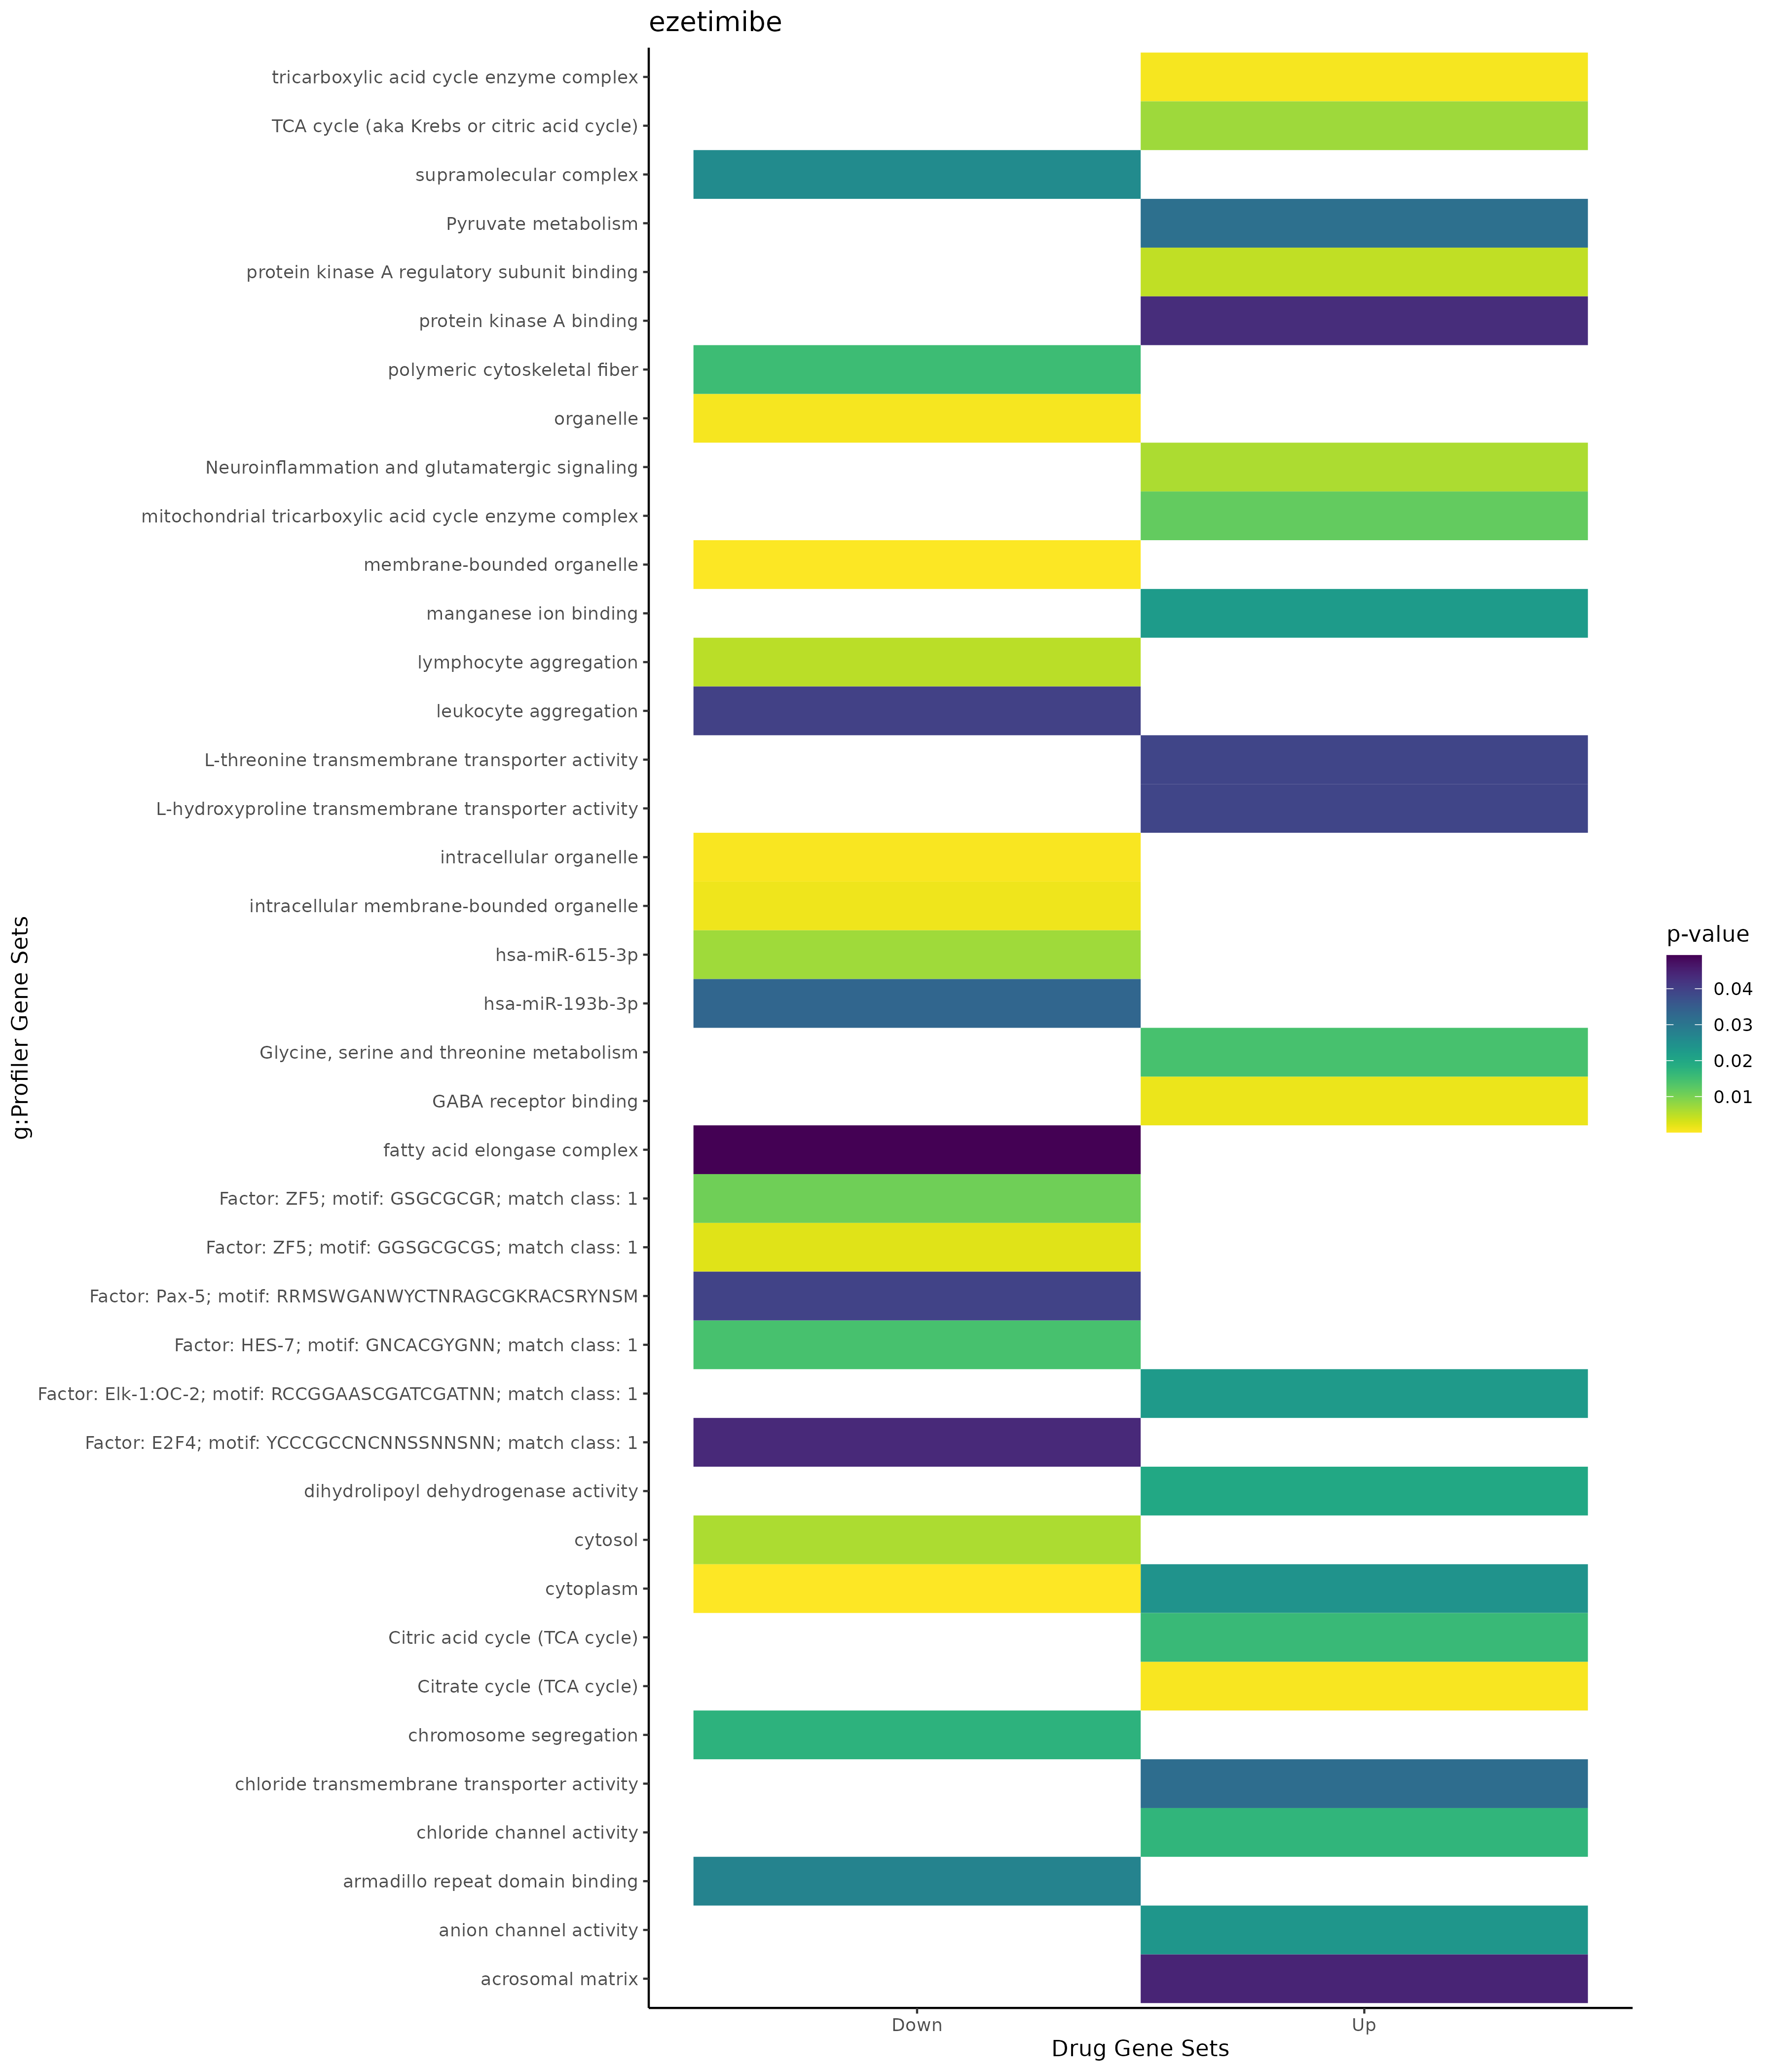 ezetimibe
tricarboxylic acid cycle enzyme complex
TCA cycle (aka Krebs or citric acid cycle)
supramolecular complex
Pyruvate metabolism
protein kinase A regulatory subunit binding
protein kinase A binding
polymeric cytoskeletal fiber
organelle
Neuroinflammation and glutamatergic signaling
mitochondrial tricarboxylic acid cycle enzyme complex
membrane-bounded organelle
manganese ion binding
lymphocyte aggregation
leukocyte aggregation
L-threonine transmembrane transporter activity
L-hydroxyproline transmembrane transporter activity
intracellular organelle
intracellular membrane-bounded organelle
hsa-miR-615-3p
hsa-miR-193b-3p
Glycine, serine and threonine metabolism
GABA receptor binding
fatty acid elongase complex
Factor: ZF5; motif: GSGCGCGR; match class: 1
Factor: ZF5; motif: GGSGCGCGS; match class: 1
Factor: Pax-5; motif: RRMSWGANWYCTNRAGCGKRACSRYNSM
Factor: HES-7; motif: GNCACGYGNN; match class: 1
Factor: Elk-1:OC-2; motif: RCCGGAASCGATCGATNN; match class: 1
Factor: E2F4; motif: YCCCGCCNCNNSSNNSNN; match class: 1
dihydrolipoyl dehydrogenase activity
cytosol
cytoplasm
Citric acid cycle (TCA cycle)
Citrate cycle (TCA cycle)
chromosome segregation
chloride transmembrane transporter activity
chloride channel activity
armadillo repeat domain binding
anion channel activity
acrosomal matrix
g:Profiler Gene Sets
Down
Up
Drug Gene Sets
p-value
0.04
0.03
0.02
0.01